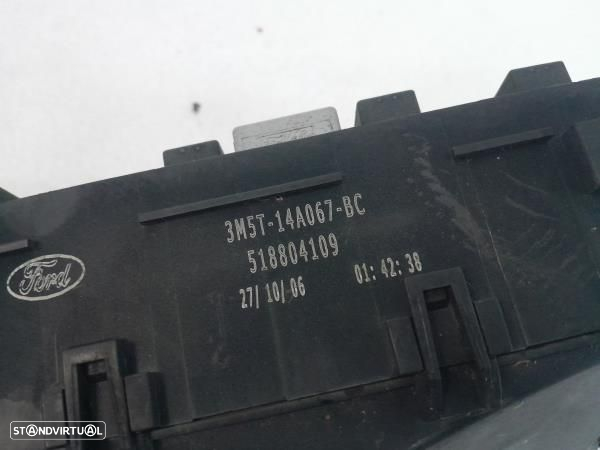 3M5T-14A067-BC
518804109
27/10/06 01:42:38
Ford
STANDVIRTUAL